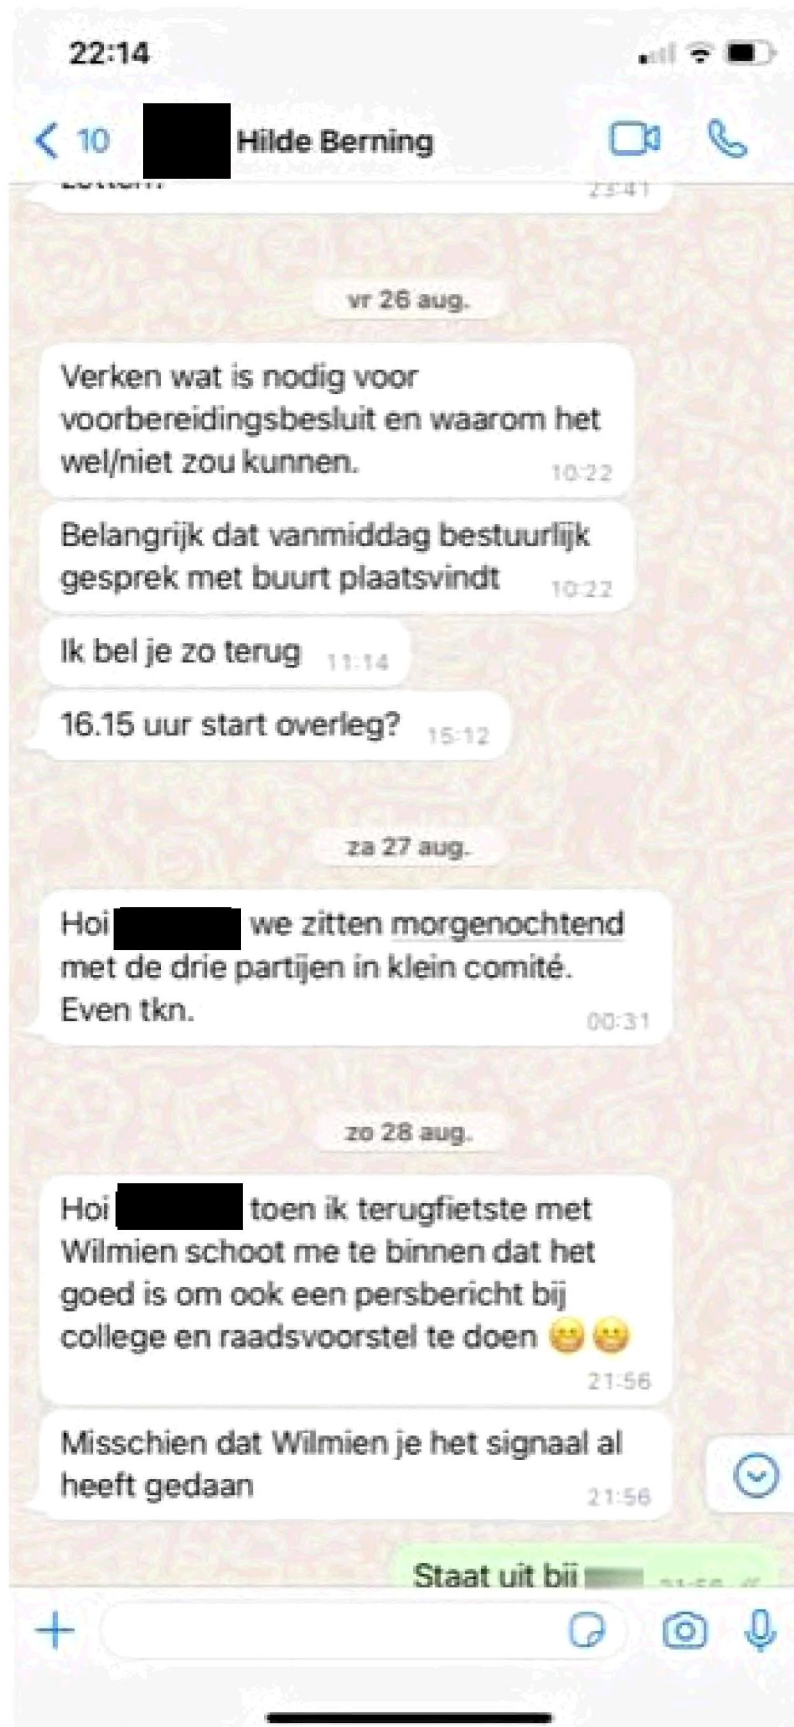 22:14
10 Hilde Berning
23:41
vr 26 aug.
Verken wat is nodig voor
voorbereidingsbesluit en waarom het
wel/niet zou kunnen.
10:22
Belangrijk dat vanmiddag bestuurlijk
gesprek met buurt plaatsvindt
10:22
Ik bel je zo terug 11:14
16.15 uur start overleg? 15:12
za 27 aug.
Hoi we zitten morgenochtend
met de drie partijen in klein comité.
Even tkn.
00:31
zo 28 aug.
Hoi toen ik terugfietste met
Wilmien schoot me te binnen dat het
goed is om ook een persbericht bij
college en raadsvoorstel te doen 😁😁
21:56
Misschien dat Wilmien je het signaal al
heeft gedaan
21:56
Staat uit bij